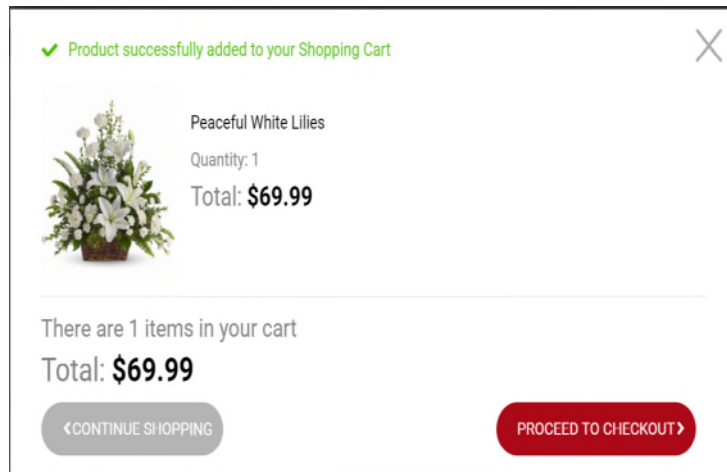 Product successfully added to your Shopping Cart
Peaceful White Lilies
Quantity: 1
Total: $69.99
There are 1 items in your cart
Total: $69.99
CONTINUE SHOPPING
PROCEED TO CHECKOUT